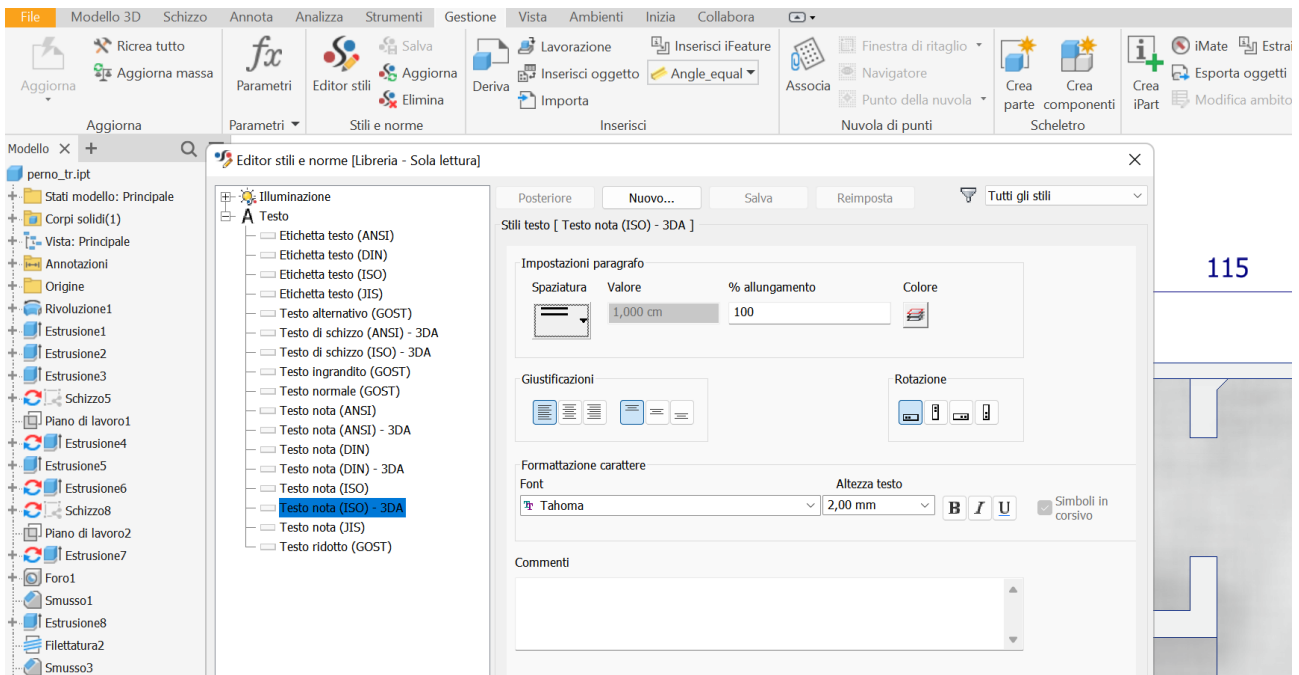 File Modello 3D Schizzo Annota Analizza Strumenti Gestione Vista Ambienti Inizia Collabora
Aggiorna
Ricrea tutto
Aggiorna massa
Aggiorna
fx
Parametri
Parametri
Editor stili
Salva
Aggiorna
Elimina
Stili e norme
Deriva
Lavorazione
Inserisci oggetto
Importa
Inserisci iFeature
Angle_equal
Inserisci
Associa
Finestra di ritaglio
Navigatore
Punto della nuvola
Nuvola di punti
Crea parte
Crea componenti
Scheletro
Crea iPart
iMate
Esporta oggetti
Modifica ambito
Modello
perno_tr.ipt
Stati modello: Principale
Corpi solidi(1)
Vista: Principale
Annotazioni
Origine
Rivoluzione1
Estrusione1
Estrusione2
Estrusione3
Schizzo5
Piano di lavoro1
Estrusione4
Estrusione5
Estrusione6
Schizzo8
Piano di lavoro2
Estrusione7
Foro1
Smusso1
Estrusione8
Filettatura2
Smusso3
Editor stili e norme [Libreria - Sola lettura]
Illuminazione
A Testo
Etichetta testo (ANSI)
Etichetta testo (DIN)
Etichetta testo (ISO)
Etichetta testo (JIS)
Testo alternativo (GOST)
Testo di schizzo (ANSI) - 3DA
Testo di schizzo (ISO) - 3DA
Testo ingrandito (GOST)
Testo normale (GOST)
Testo nota (ANSI)
Testo nota (ANSI) - 3DA
Testo nota (DIN)
Testo nota (DIN) - 3DA
Testo nota (ISO)
Testo nota (ISO) - 3DA
Testo nota (JIS)
Testo ridotto (GOST)
Posteriore Nuovo... Salva Reimposta Tutti gli stili
Stili testo [ Testo nota (ISO) - 3DA ]
Impostazioni paragrafo
Spaziatura Valore % allungamento Colore
1,000 cm 100
Giustificazioni Rotazione
Formattazione carattere
Font Altezza testo
Tahoma 2,00 mm B I U Simboli in corsivo
Commenti
115